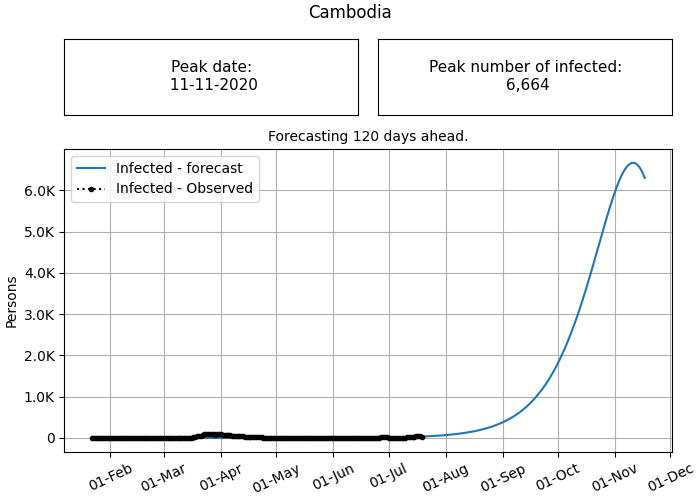 Cambodia
Peak date:
11-11-2020
Peak number of infected:
6,664
Forecasting 120 days ahead.
Infected - forecast
Infected - Observed
Persons
6.0K
5.0K
4.0K
3.0K
2.0K
1.0K
0
01-Feb
01-Mar
01-Apr
01-May
01-Jun
01-Jul
01-Aug
01-Sep
01-Oct
01-Nov
01-Dec